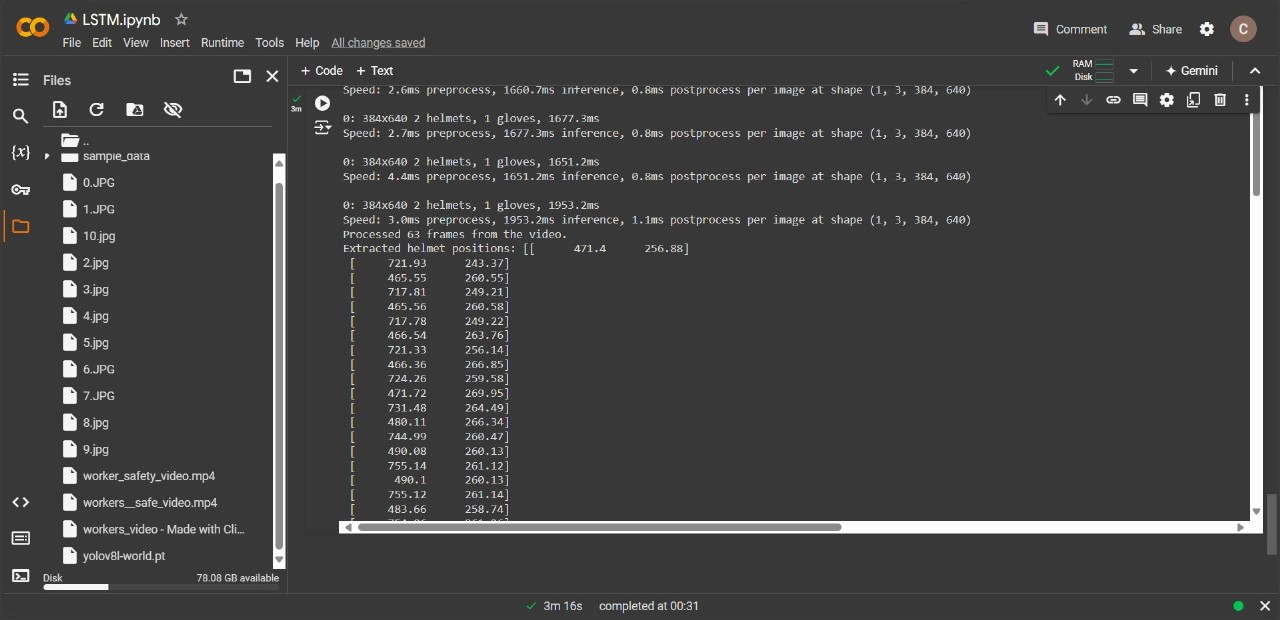 LSTM.ipynb
File Edit View Insert Runtime Tools Help All changes saved
Comment Share C
Files
+ Code + Text
RAM
Disk
Gemini
..
sample_data
0.JPG
1.JPG
10.jpg
2.jpg
3.jpg
4.jpg
5.jpg
6.JPG
7.JPG
8.jpg
9.jpg
worker_safety_video.mp4
workers__safe_video.mp4
workers_video - Made with Cli...
yolov8l-world.pt
Disk 78.08 GB available
{x}
3m
Speed: 2.6ms preprocess, 1660.7ms inference, 0.8ms postprocess per image at shape (1, 3, 384, 640)
0: 384x640 2 helmets, 1 gloves, 1677.3ms
Speed: 2.7ms preprocess, 1677.3ms inference, 0.8ms postprocess per image at shape (1, 3, 384, 640)
0: 384x640 2 helmets, 1 gloves, 1651.2ms
Speed: 4.4ms preprocess, 1651.2ms inference, 0.8ms postprocess per image at shape (1, 3, 384, 640)
0: 384x640 2 helmets, 1 gloves, 1953.2ms
Speed: 3.0ms preprocess, 1953.2ms inference, 1.1ms postprocess per image at shape (1, 3, 384, 640)
Processed 63 frames from the video.
Extracted helmet positions: [[ 471.4 256.88]
[ 721.93 243.37]
[ 465.55 260.55]
[ 717.81 249.21]
[ 465.56 260.58]
[ 717.78 249.22]
[ 466.54 263.76]
[ 721.33 256.14]
[ 466.36 266.85]
[ 724.26 259.58]
[ 471.72 269.95]
[ 731.48 264.49]
[ 480.11 266.34]
[ 744.99 260.47]
[ 490.08 260.13]
[ 755.14 261.12]
[ 490.1 260.13]
[ 755.12 261.14]
[ 483.66 258.74]
3m 16s completed at 00:31